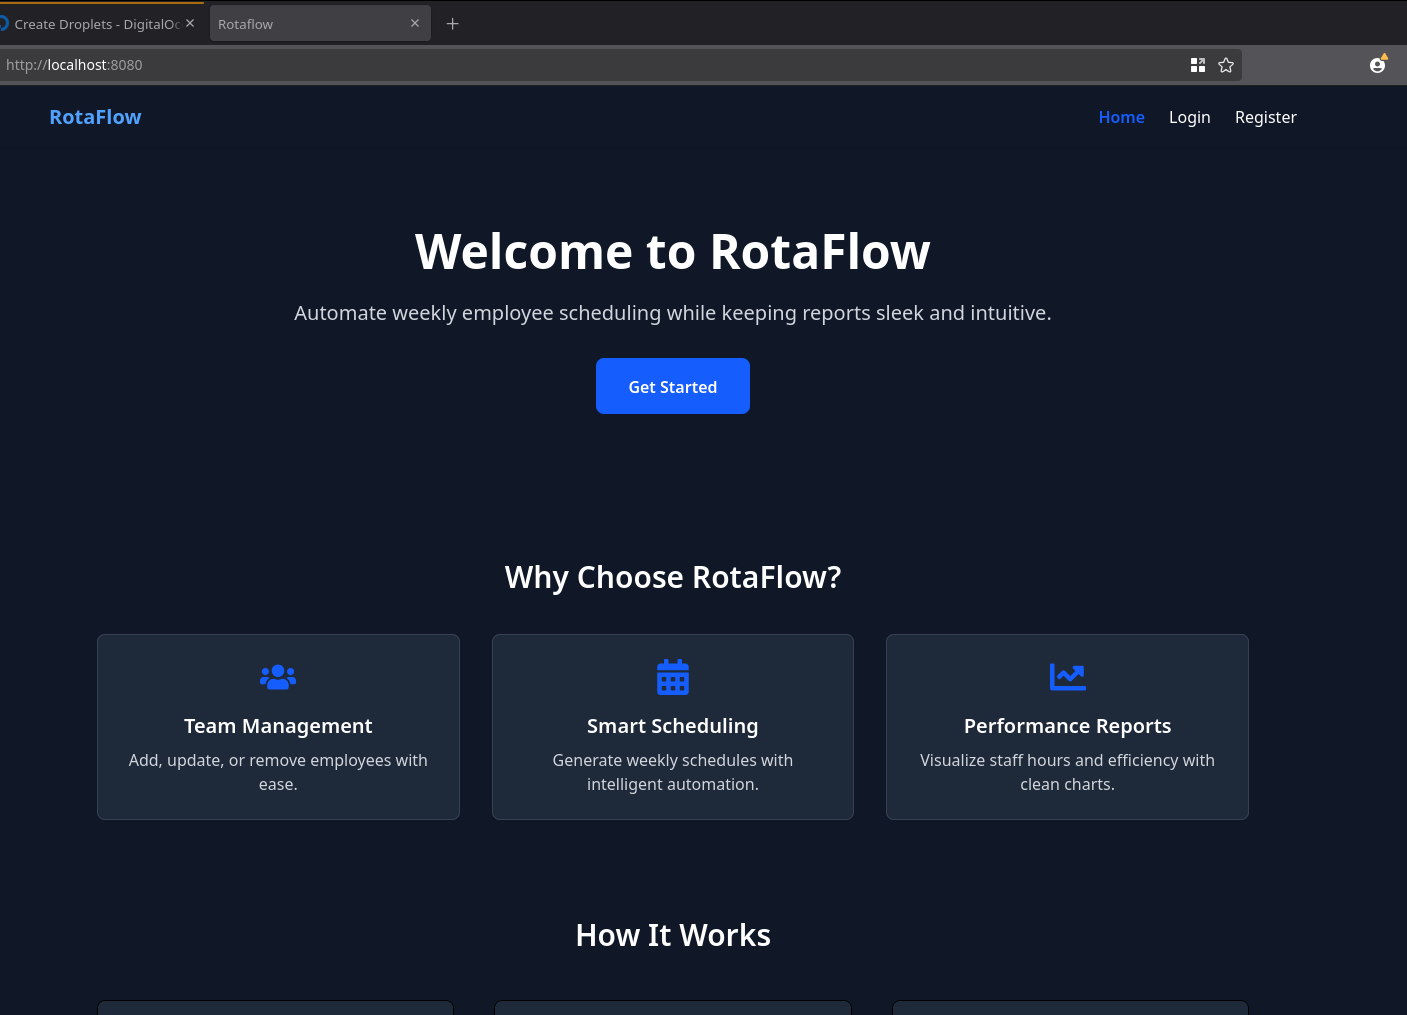 Create Droplets - DigitalOc
Rotaflow
http://localhost:8080
RotaFlow
Home Login Register
Welcome to RotaFlow
Automate weekly employee scheduling while keeping reports sleek and intuitive.
Get Started
Why Choose RotaFlow?
Team Management
Add, update, or remove employees with
ease.
Smart Scheduling
Generate weekly schedules with
intelligent automation.
Performance Reports
Visualize staff hours and efficiency with
clean charts.
How It Works